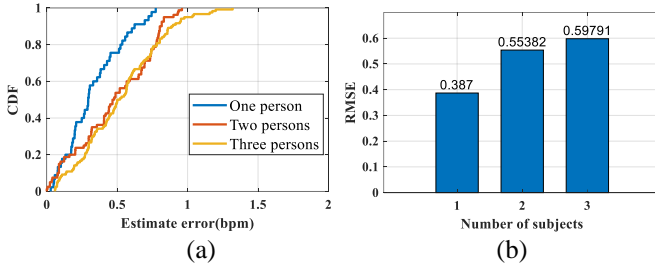 1
0.8
0.6
0.4
0.2
0
CDF
0 0.5 1 1.5 2
Estimate error(bpm)
One person
Two persons
Three persons
(a)
0.6
0.5
0.4
0.3
0.2
0.1
0
RMSE
0.387
0.55382
0.59791
1 2 3
Number of subjects
(b)